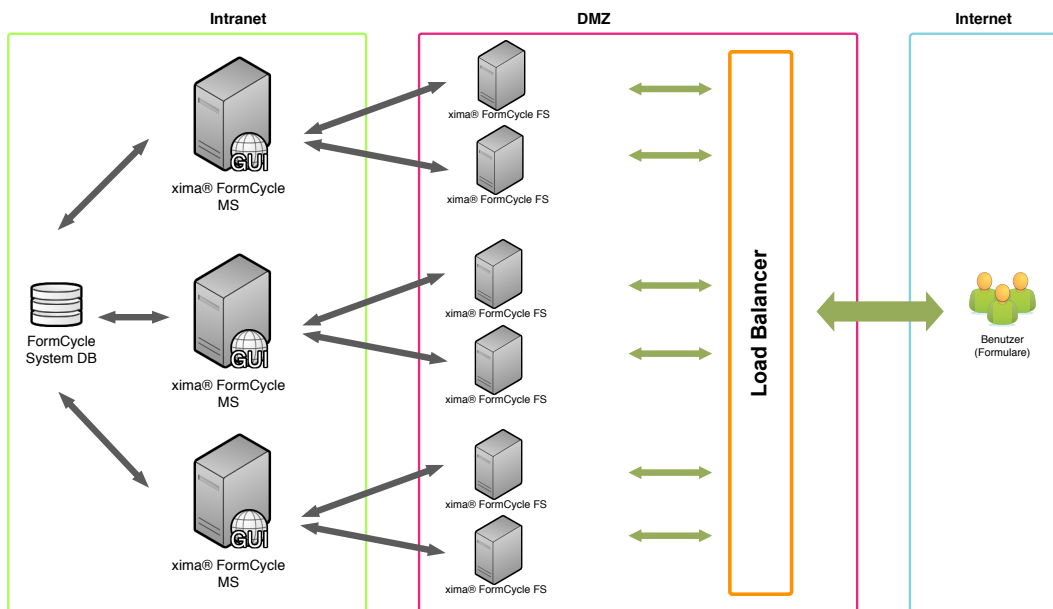 Intranet
DMZ
Internet
GUI
xima® FormCycle
MS
xima® FormCycle FS
xima® FormCycle FS
FormCycle
System DB
GUI
xima® FormCycle
MS
xima® FormCycle FS
xima® FormCycle FS
GUI
xima® FormCycle
MS
xima® FormCycle FS
xima® FormCycle FS
Load Balancer
Benutzer
(Formulare)